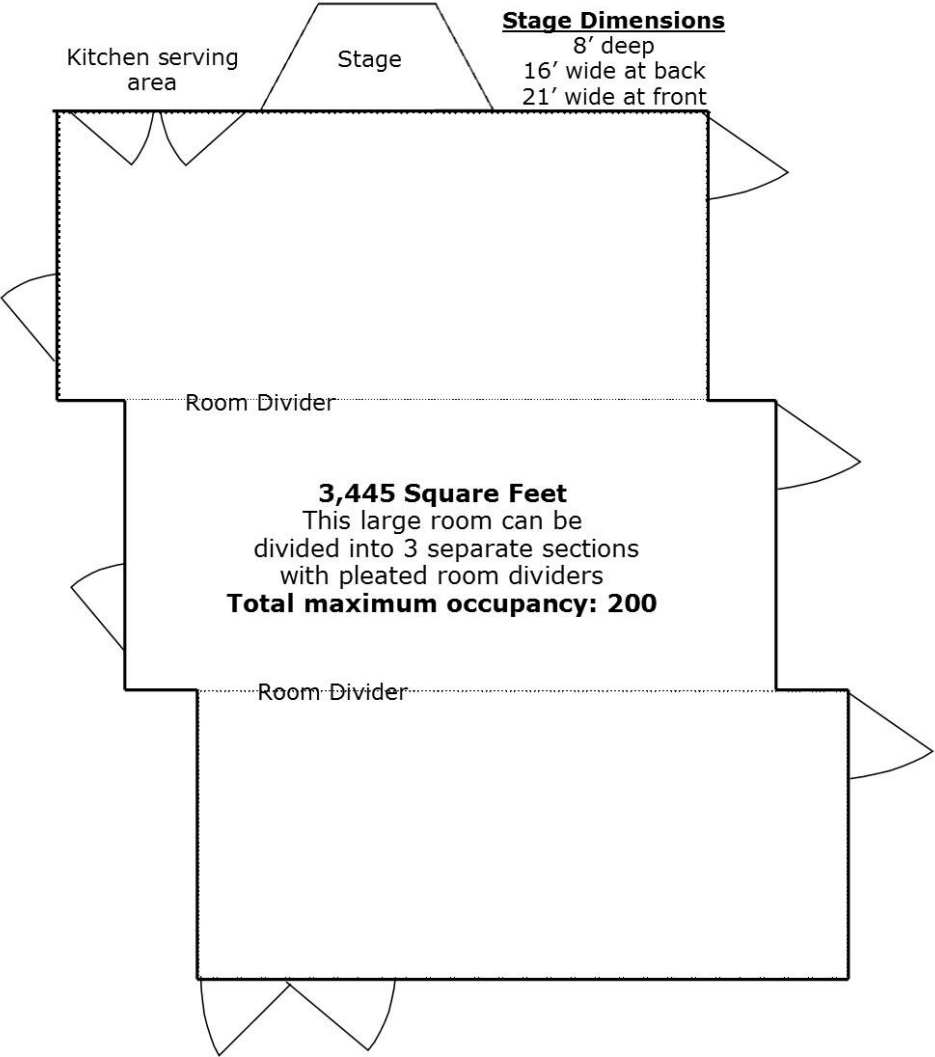 Kitchen serving
area
Stage
Stage Dimensions
8’ deep
16’ wide at back
21’ wide at front
Room Divider
3,445 Square Feet
This large room can be
divided into 3 separate sections
with pleated room dividers
Total maximum occupancy: 200
Room Divider